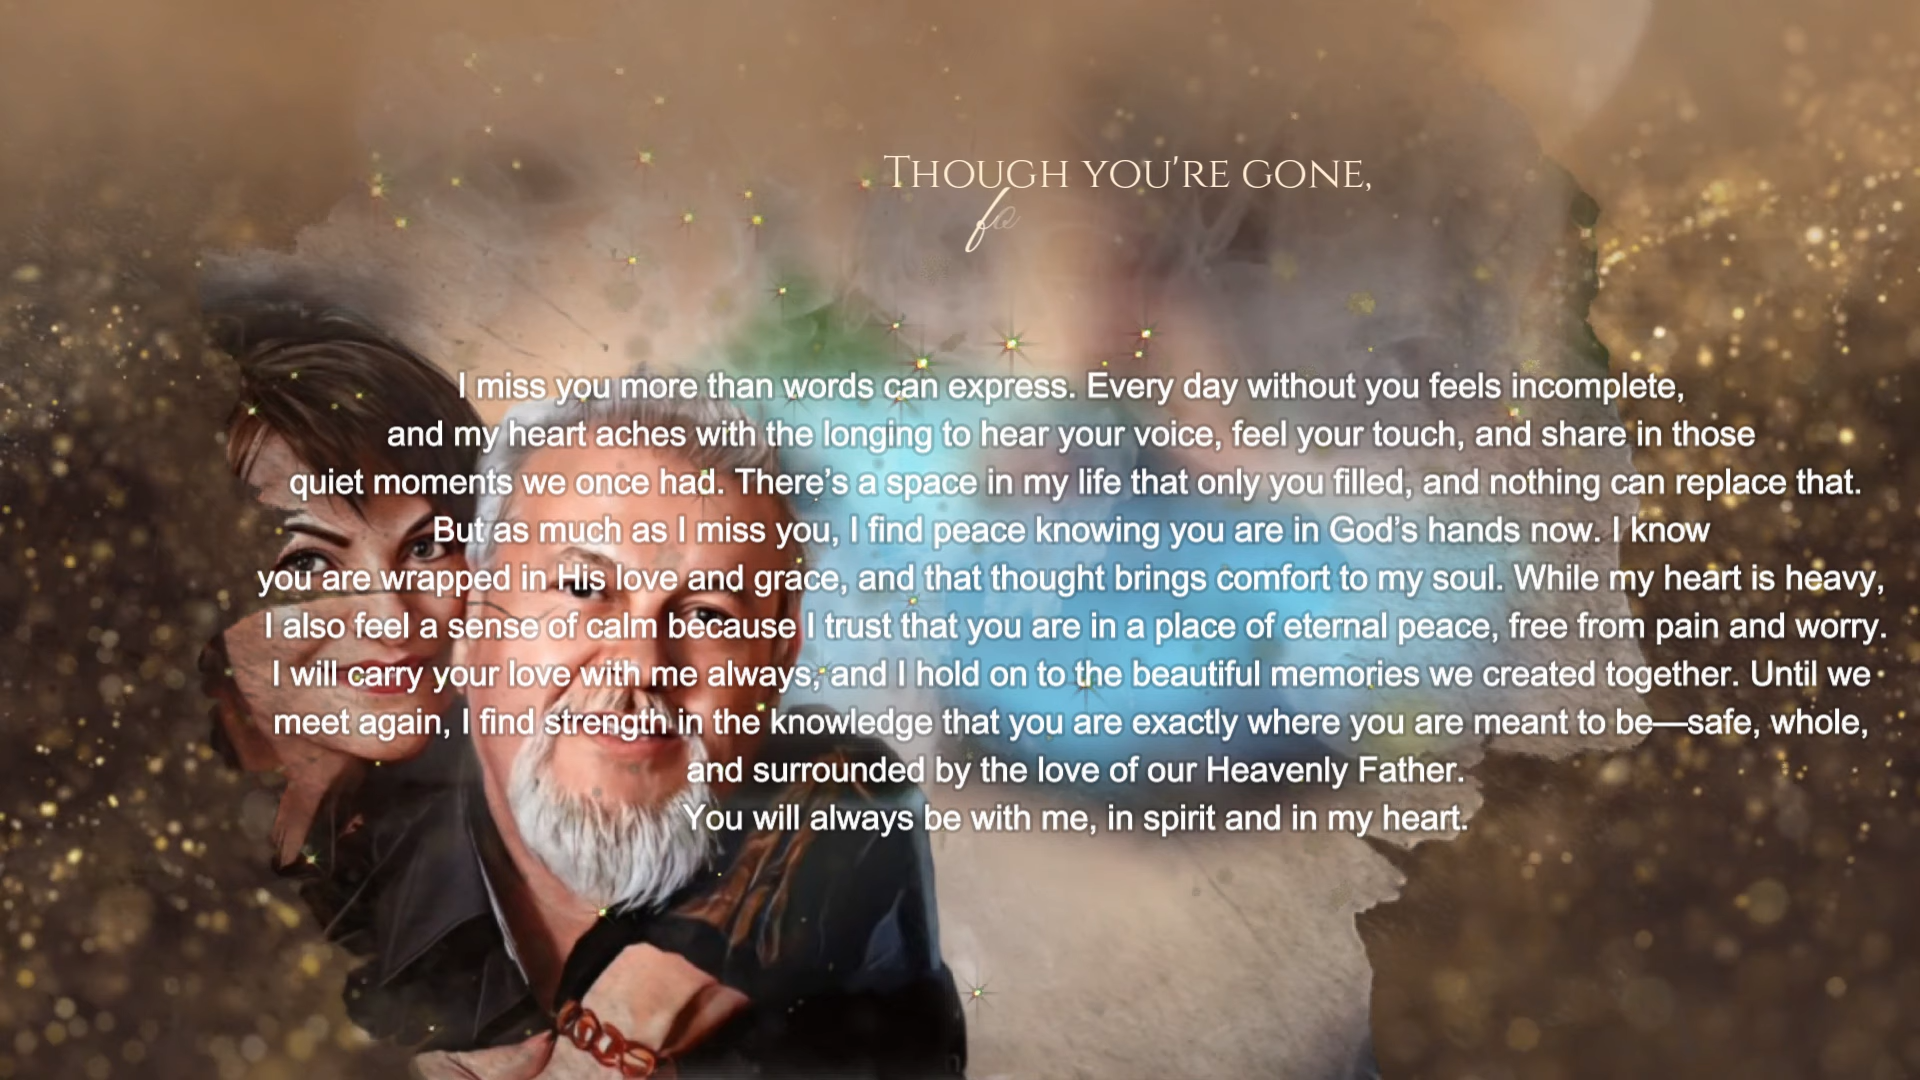 THOUGH YOU'RE GONE,
I miss you more than words can express. Every day without you feels incomplete,
and my heart aches with the longing to hear your voice, feel your touch, and share in those
quiet moments we once had. There’s a space in my life that only you filled, and nothing can replace that.
But as much as I miss you, I find peace knowing you are in God’s hands now. I know
you are wrapped in His love and grace, and that thought brings comfort to my soul. While my heart is heavy,
I also feel a sense of calm because I trust that you are in a place of eternal peace, free from pain and worry.
I will carry your love with me always, and I hold on to the beautiful memories we created together. Until we
meet again, I find strength in the knowledge that you are exactly where you are meant to be—safe, whole,
and surrounded by the love of our Heavenly Father.
You will always be with me, in spirit and in my heart.